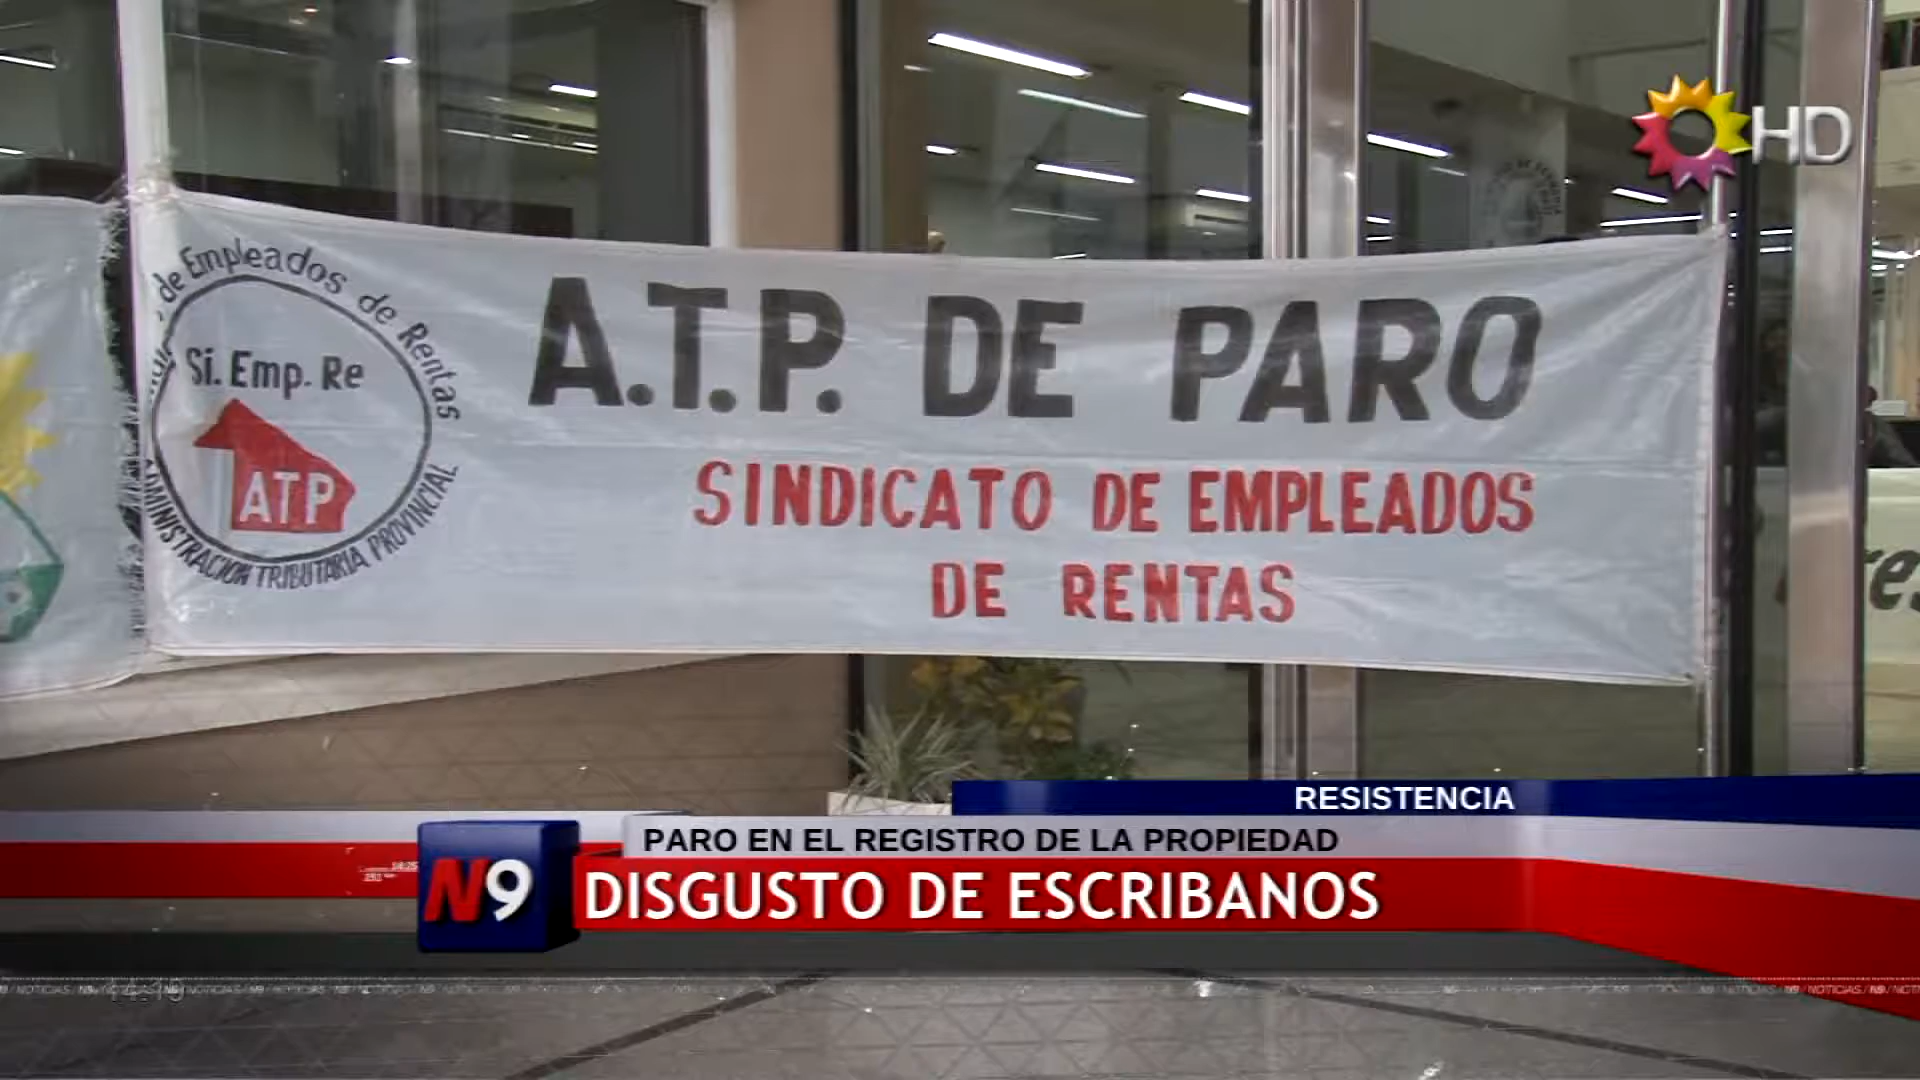 HD
de Empleados de Rentas
Si. Emp. Re
ATP
ADMINISTRACION TRIBUTARIA PROVINCIAL
A.T.P. DE PARO
SINDICATO DE EMPLEADOS
DE RENTAS
RESISTENCIA
PARO EN EL REGISTRO DE LA PROPIEDAD
N9
DISGUSTO DE ESCRIBANOS